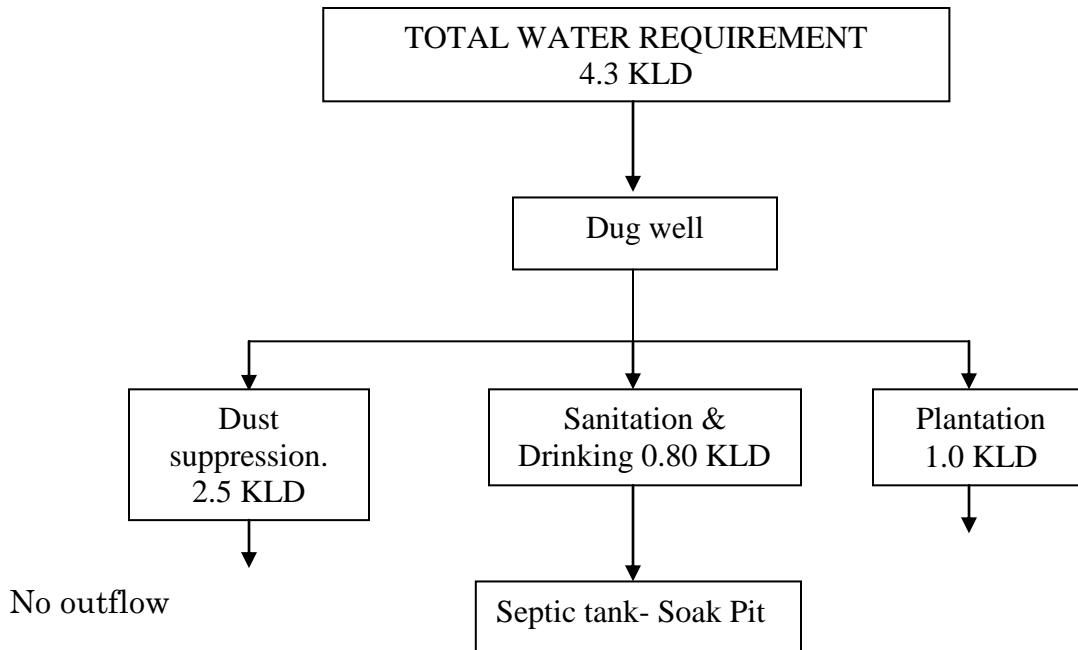 TOTAL WATER REQUIREMENT
4.3 KLD
Dug well
Dust
suppression.
2.5 KLD
Sanitation &
Drinking 0.80 KLD
Plantation
1.0 KLD
No outflow
Septic tank- Soak Pit